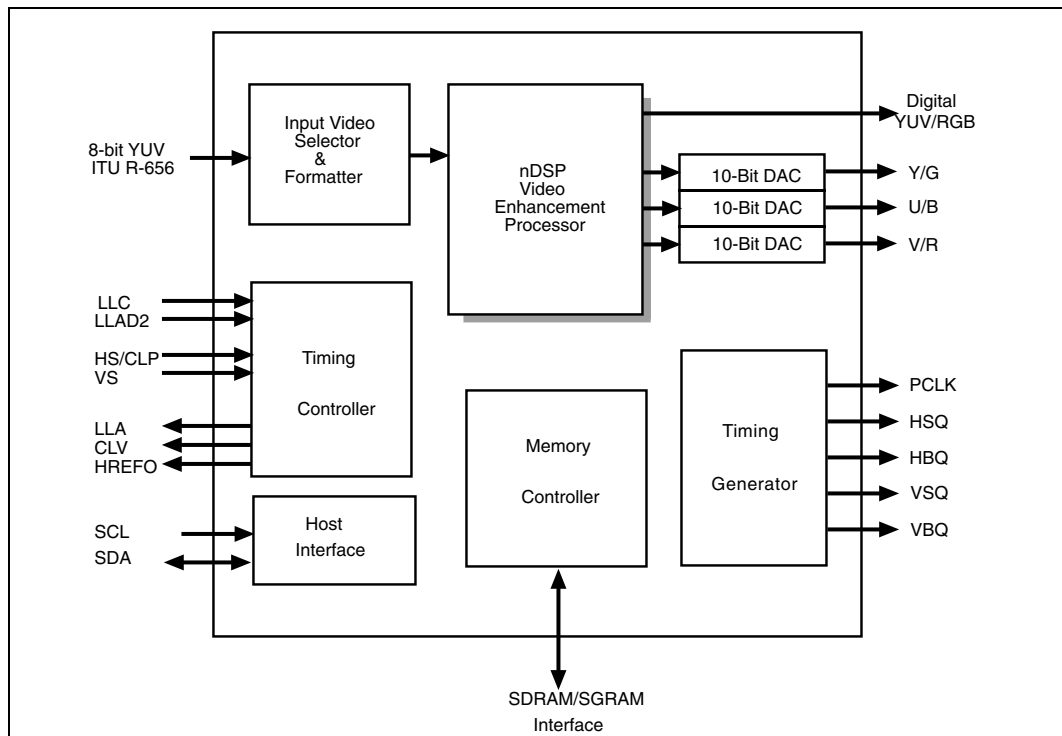 8-bit YUV
ITU R-656
Input Video
Selector
&
Formatter
nDSP
Video
Enhancement
Processor
Digital
YUV/RGB
10-Bit DAC
Y/G
10-Bit DAC
U/B
10-Bit DAC
V/R
LLC
LLAD2
HS/CLP
VS
LLA
CLV
HREFO
Timing
Controller
SCL
SDA
Host
Interface
Memory
Controller
Timing
Generator
PCLK
HSQ
HBQ
VSQ
VBQ
SDRAM/SGRAM
Interface